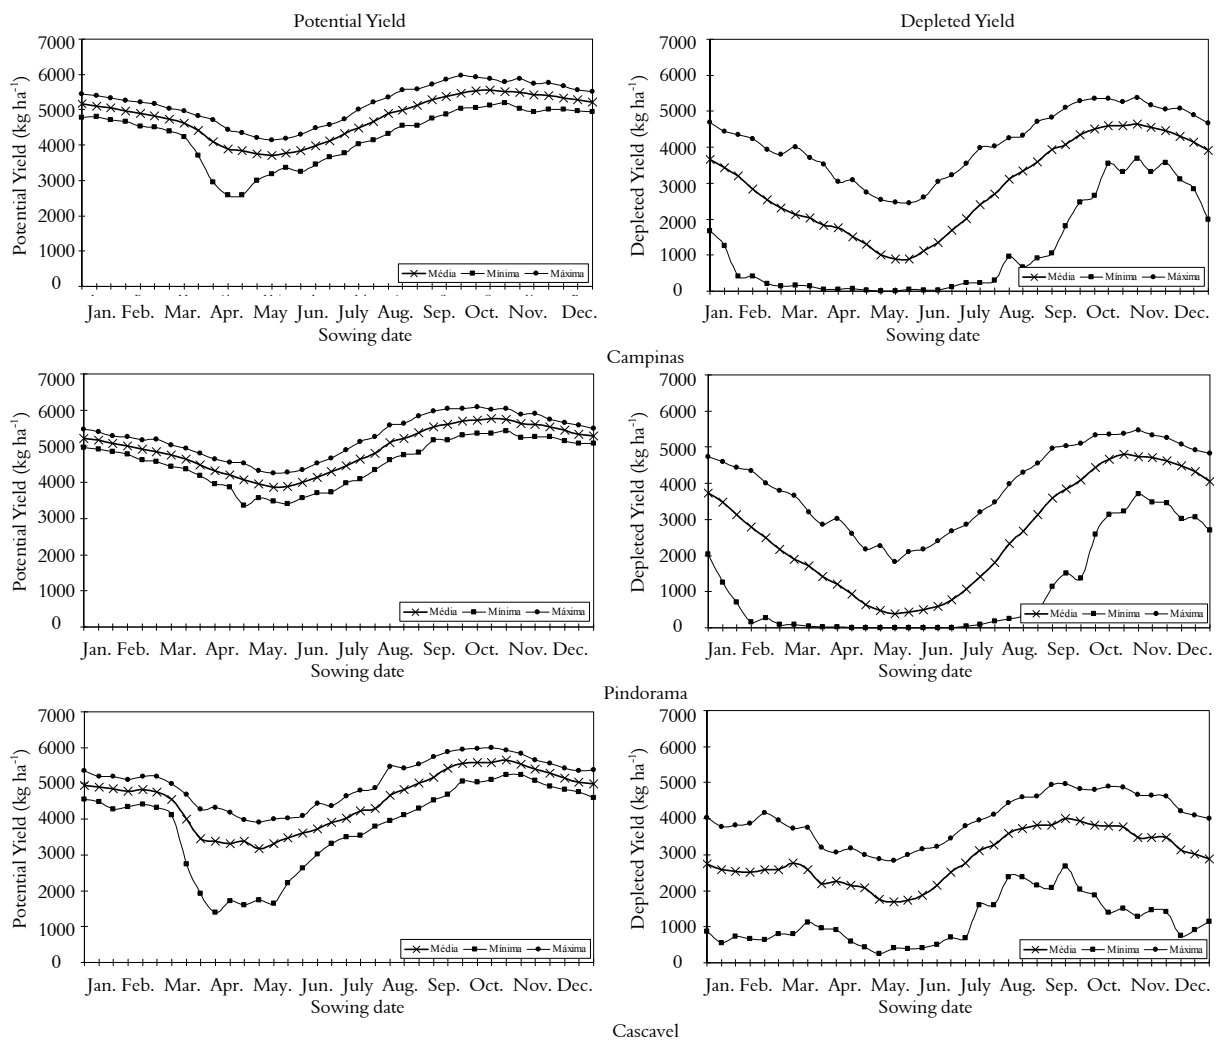 Potential Yield
Depleted Yield
Potential Yield (kg ha⁻¹)
7000
6000
5000
4000
3000
2000
1000
0
Média Mínima Máxima
Jan. Feb. Mar. Apr. May. Jun. July Aug. Sep. Oct. Nov. Dec.
Sowing date
Depleted Yield (kg ha⁻¹)
7000
6000
5000
4000
3000
2000
1000
0
Média Mínima Máxima
Jan. Feb. Mar. Apr. May. Jun. July Aug. Sep. Oct. Nov. Dec.
Sowing date
Campinas
Potential Yield (kg ha⁻¹)
7000
6000
5000
4000
3000
2000
1000
0
Média Mínima Máxima
Jan. Feb. Mar. Apr. May. Jun. July Aug. Sep. Oct. Nov. Dec.
Sowing date
Depleted Yield (kg ha⁻¹)
7000
6000
5000
4000
3000
2000
1000
0
Média Mínima Máxima
Jan. Feb. Mar. Apr. May. Jun. July Aug. Sep. Oct. Nov. Dec.
Sowing date
Pindorama
Potential Yield (kg ha⁻¹)
7000
6000
5000
4000
3000
2000
1000
0
Média Mínima Máxima
Jan. Feb. Mar. Apr. May. Jun. July Aug. Sep. Oct. Nov. Dec.
Sowing date
Depleted Yield (kg ha⁻¹)
7000
6000
5000
4000
3000
2000
1000
0
Média Mínima Máxima
Jan. Feb. Mar. Apr. May. Jun. July Aug. Sep. Oct. Nov. Dec.
Sowing date
Cascavel